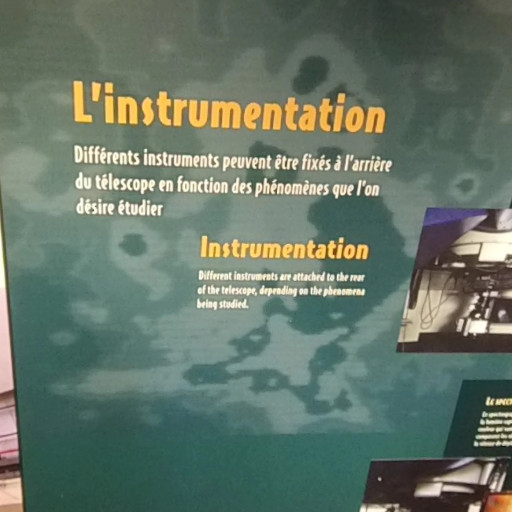 L'instrumentation
Différents instruments peuvent être fixés à l'arrière
du télescope en fonction des phénomènes que l'on
désire étudier
Instrumentation
Different instruments are attached to the rear
of the telescope, depending on the phenomena
being studied.